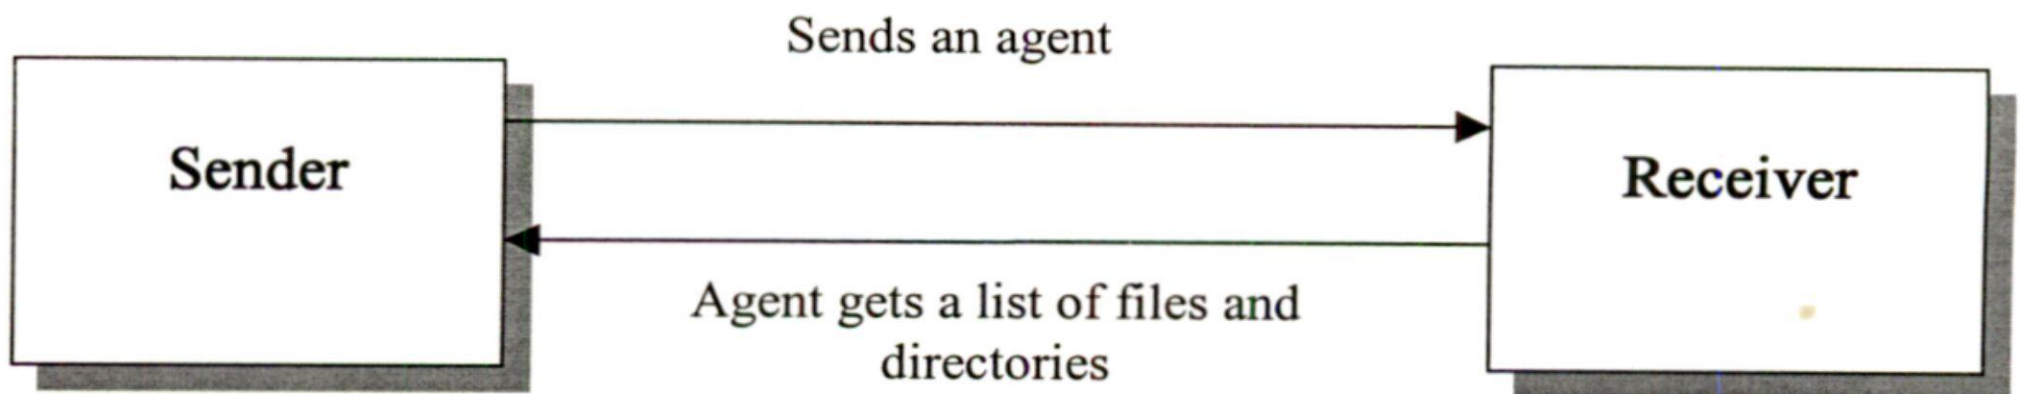 Sends an agent
Sender
Receiver
Agent gets a list of files and
directories